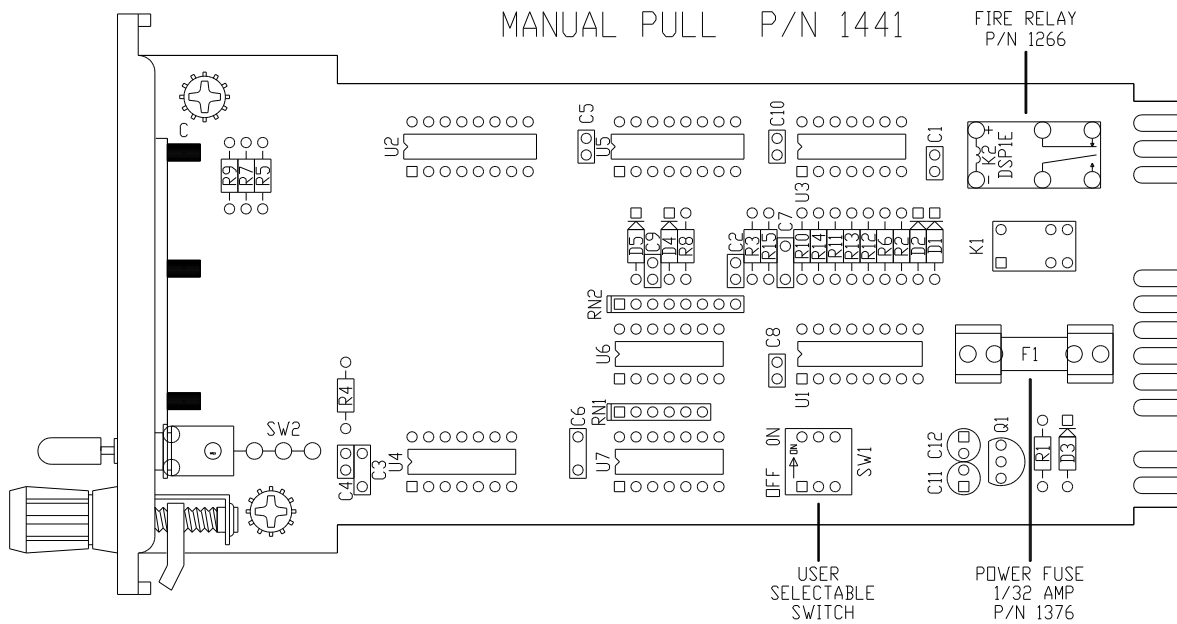 MANUAL PULL P/N 1441
FIRE RELAY
P/N 1266
C
R9
R7
R5
U2
C5
U5
C10
U3
C1
+
-
K2
DSP1E
D5
C9
D4
R8
C2
R3
R15
C7
R10
R14
R11
R13
R12
R6
R2
D2
D1
K1
RN2
U6
C8
U1
F1
R4
RN1
SW2
C4
C3
U4
C6
U7
OFF ON
ON
SW1
C11 C12
Q1
R1
D3
USER
SELECTABLE
SWITCH
POWER FUSE
1/32 AMP
P/N 1376